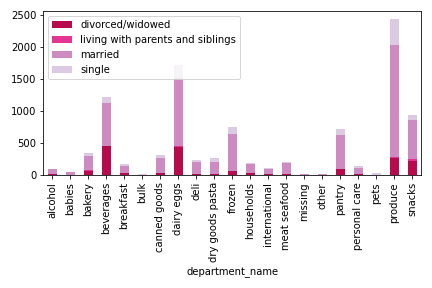 divorced/widowed
living with parents and siblings
married
single
2500
2000
1500
1000
500
0
alcohol
babies
bakery
beverages
breakfast
bulk
canned goods
dairy eggs
deli
dry goods pasta
frozen
households
international
meat seafood
missing
other
pantry
personal care
pets
produce
snacks
department_name